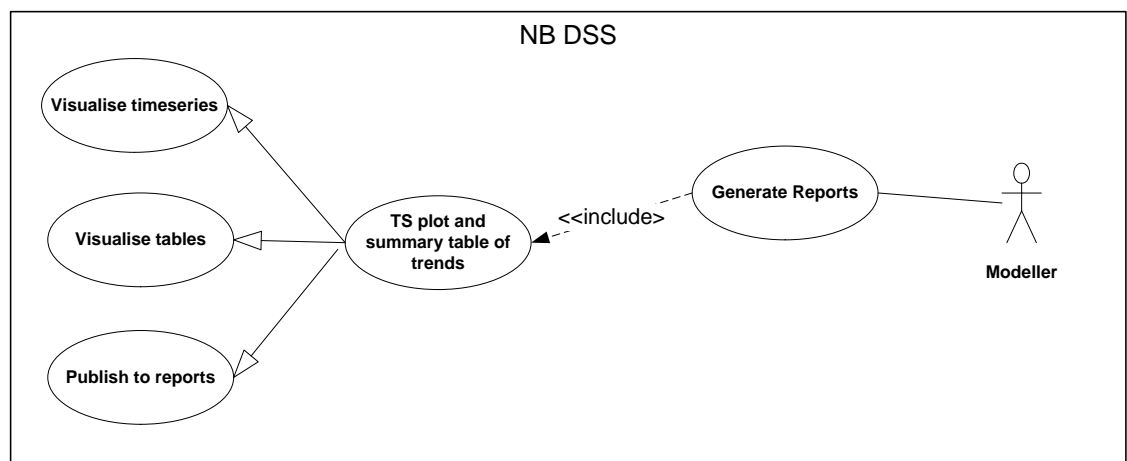 NB DSS
Visualise timeseries
Visualise tables
Publish to reports
TS plot and
summary table of
trends
<<include>
Generate Reports
Modeller